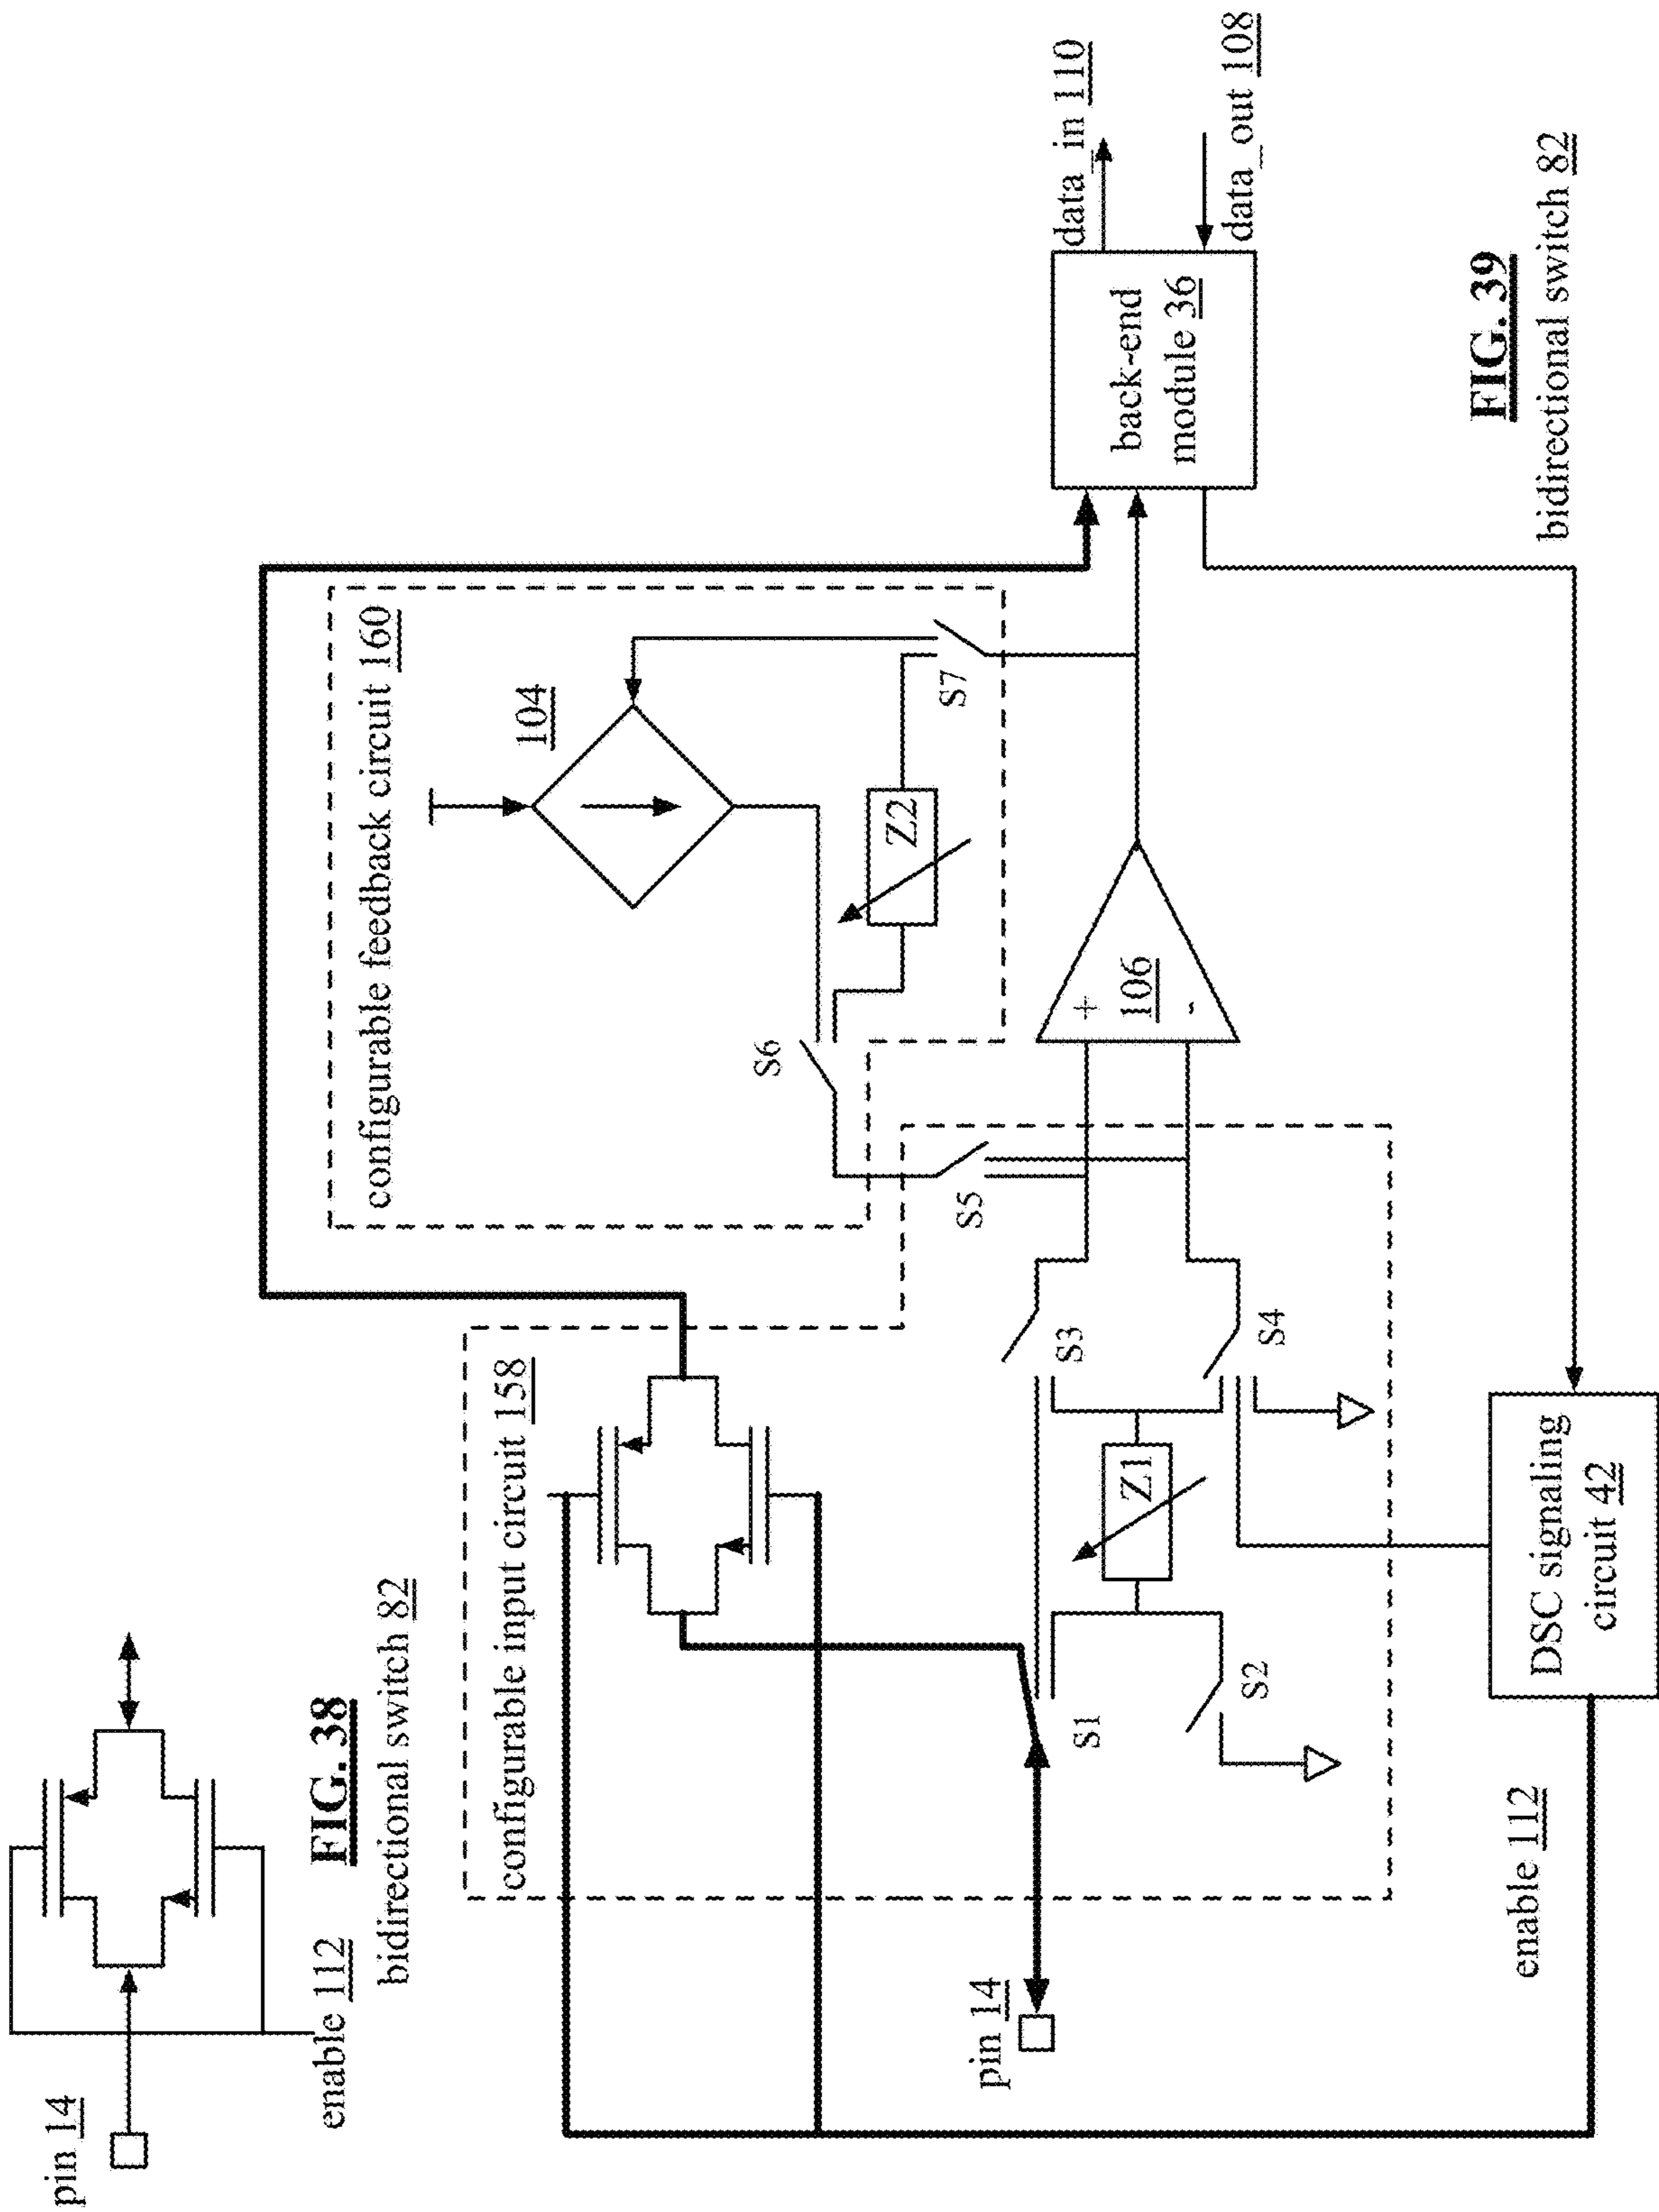 pin 14
enable 112
FIG. 38
bidirectional switch 82
configurable input circuit 158
configurable feedback circuit 160
104
S6
Z2
S7
S5
+
106
-
S3
S4
S1
S2
Z1
pin 14
enable 112
DSC signaling
circuit 42
back-end
module 36
data_in 110
data_out 108
FIG. 39
bidirectional switch 82